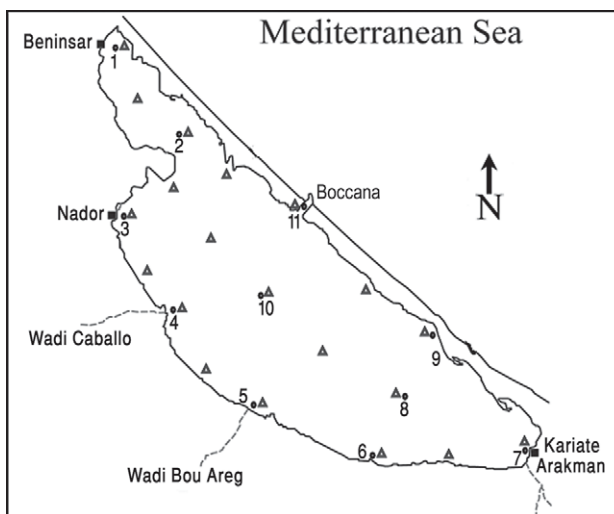 Mediterranean Sea
Beninsar
1
2
Boccana
11
Nador
3
N
10
4
Wadi Caballo
9
5
8
Wadi Bou Areg
6
7
Kariate
Arakman